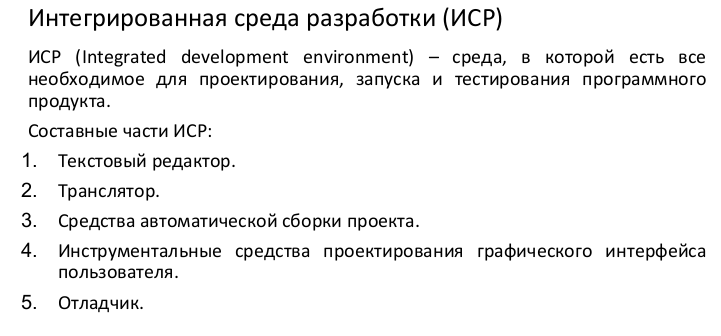 Интегрированная среда разработки (ИСР)
ИСР (Integrated development environment) – среда, в которой есть все
необходимое для проектирования, запуска и тестирования программного
продукта.
Составные части ИСР:
1. Текстовый редактор.
2. Транслятор.
3. Средства автоматической сборки проекта.
4. Инструментальные средства проектирования графического интерфейса
пользователя.
5. Отладчик.